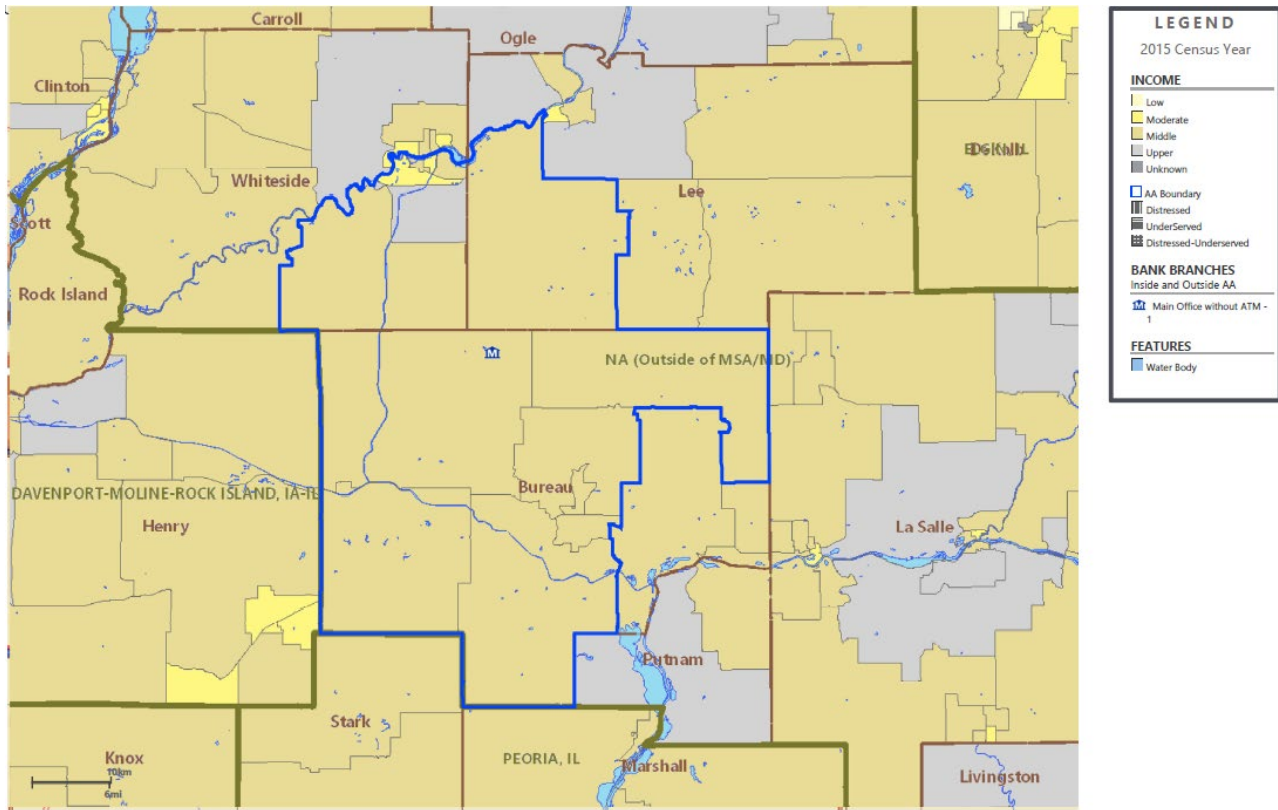 Carroll
Ogle
Clinton
EDGKN, IL
DeKalb
Whiteside
Lee
Scott
Rock Island
NA (Outside of MSA/MD)
Bureau
DAVENPORT-MOLINE-ROCK ISLAND, IA-IL
Henry
La Salle
Putnam
Stark
Knox
PEORIA, IL
Marshall
Livingston
10km
6mi
LEGEND
2015 Census Year
INCOME
Low
Moderate
Middle
Upper
Unknown
AA Boundary
Distressed
UnderServed
Distressed-Underserved
BANK BRANCHES
Inside and Outside AA
M
Main Office without ATM -
1
FEATURES
Water Body